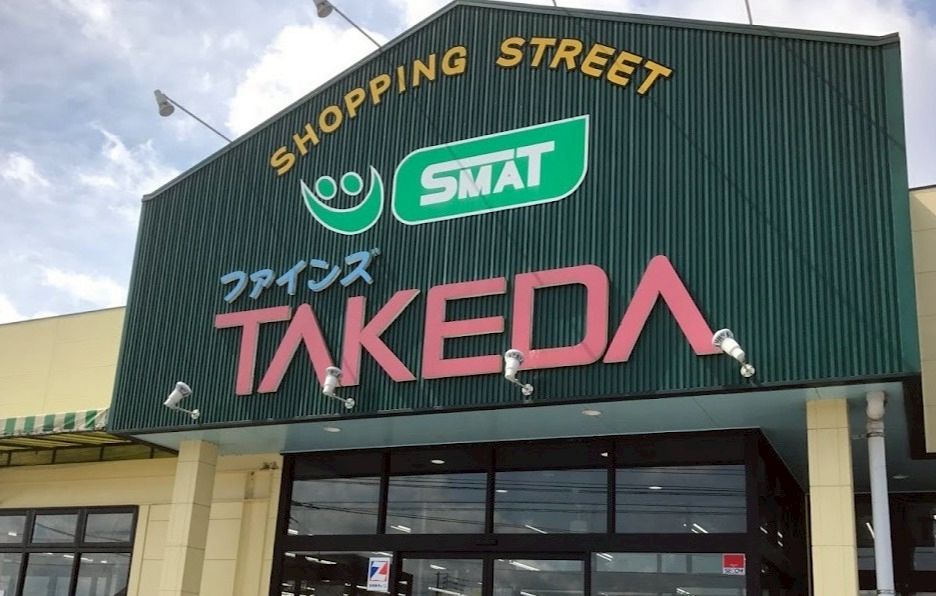 SHOPPING STREET
SMAT
ファインズ
TAKEDA